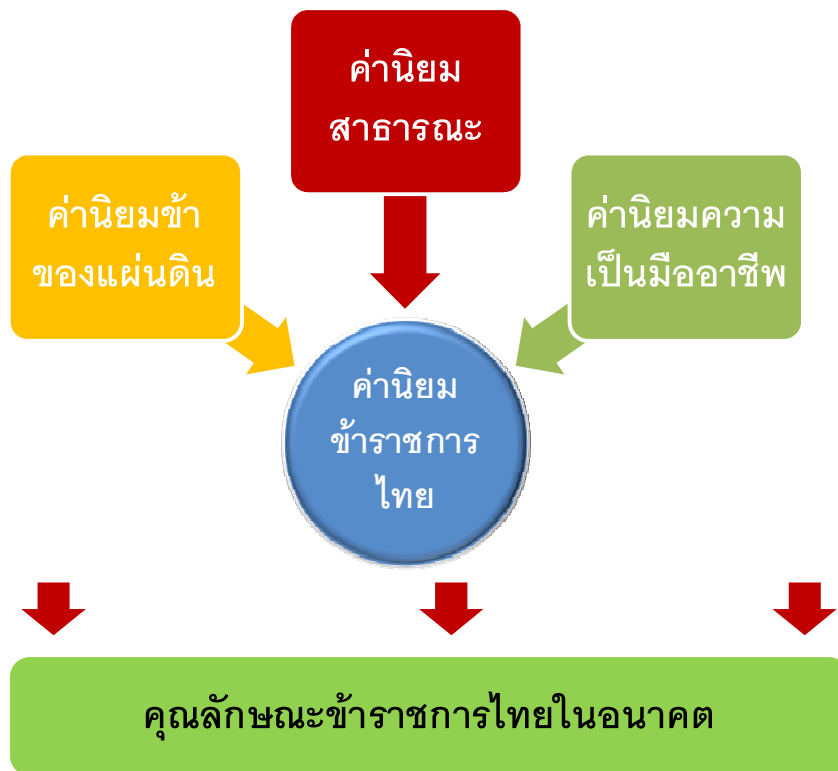 ค่านิยม
สาธารณะ
ค่านิยมข้า
ของแผ่นดิน
ค่านิยมความ
เป็นมืออาชีพ
ค่านิยม
ข้าราชการ
ไทย
คุณลักษณะข้าราชการไทยในอนาคต